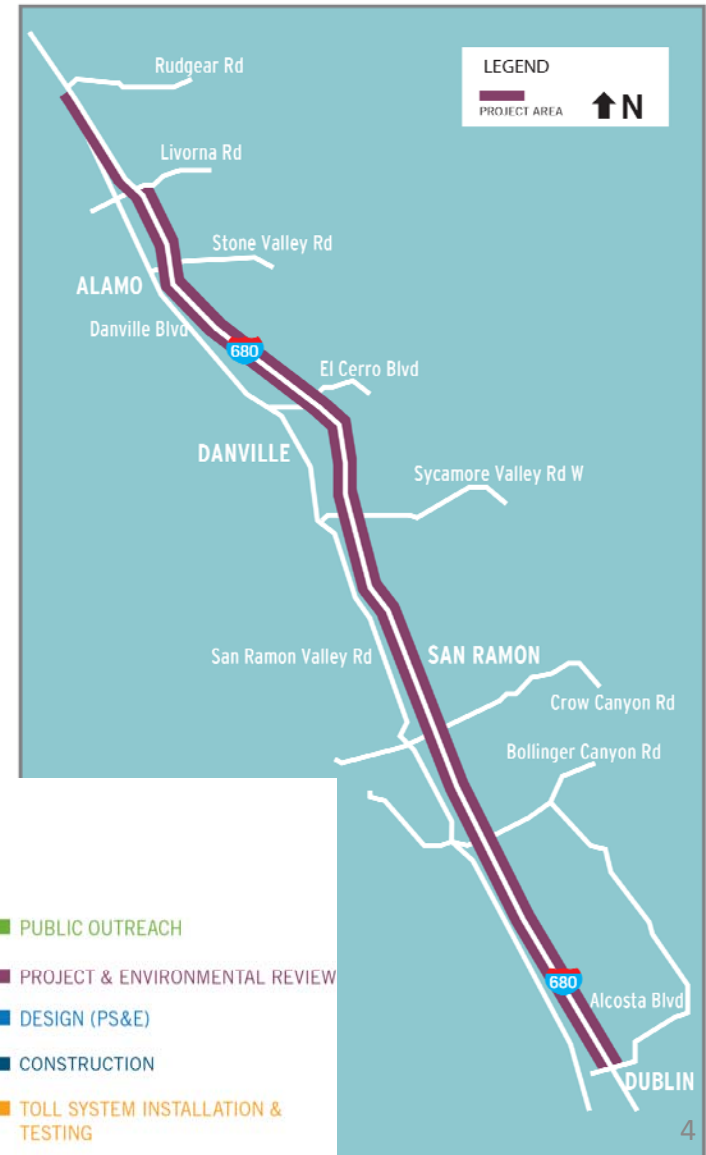 Rudgear Rd
LEGEND
PROJECT AREA
N
Livorna Rd
Stone Valley Rd
ALAMO
Danville Blvd
680
El Cerro Blvd
DANVILLE
Sycamore Valley Rd W
San Ramon Valley Rd
SAN RAMON
Crow Canyon Rd
Bollinger Canyon Rd
680
Alcosta Blvd
DUBLIN
PUBLIC OUTREACH
PROJECT & ENVIRONMENTAL REVIEW
DESIGN (PS&E)
CONSTRUCTION
TOLL SYSTEM INSTALLATION &
TESTING
4